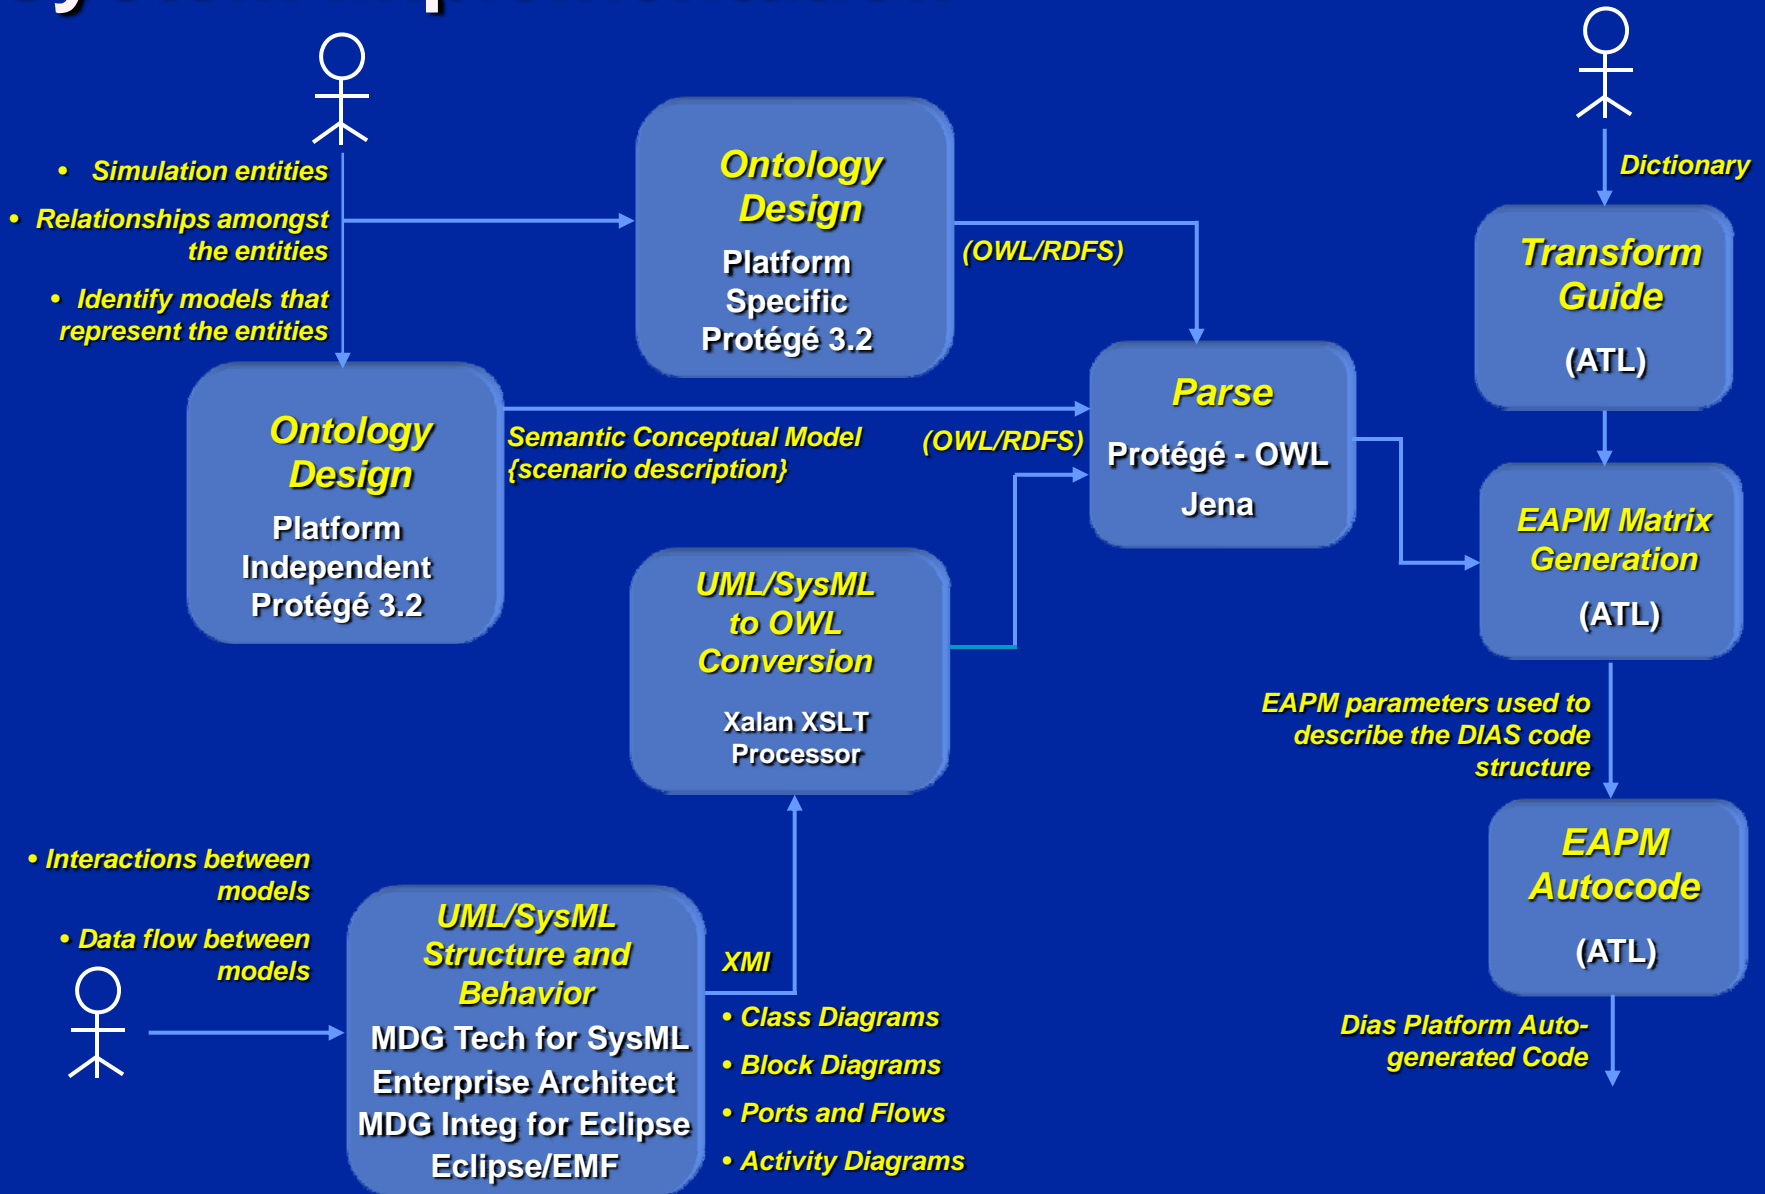 • Simulation entities
• Relationships amongst
the entities
• Identify models that
represent the entities
Ontology
Design
Platform
Specific
Protégé 3.2
(OWL/RDFS)
Dictionary
Transform
Guide
(ATL)
Ontology
Design
Platform
Independent
Protégé 3.2
Semantic Conceptual Model
{scenario description}
(OWL/RDFS)
Parse
Protégé - OWL
Jena
EAPM Matrix
Generation
(ATL)
UML/SysML
to OWL
Conversion
Xalan XSLT
Processor
EAPM parameters used to
describe the DIAS code
structure
EAPM
Autocode
(ATL)
Dias Platform Auto-
generated Code
• Interactions between
models
• Data flow between
models
UML/SysML
Structure and
Behavior
MDG Tech for SysML
Enterprise Architect
MDG Integ for Eclipse
Eclipse/EMF
XMI
• Class Diagrams
• Block Diagrams
• Ports and Flows
• Activity Diagrams